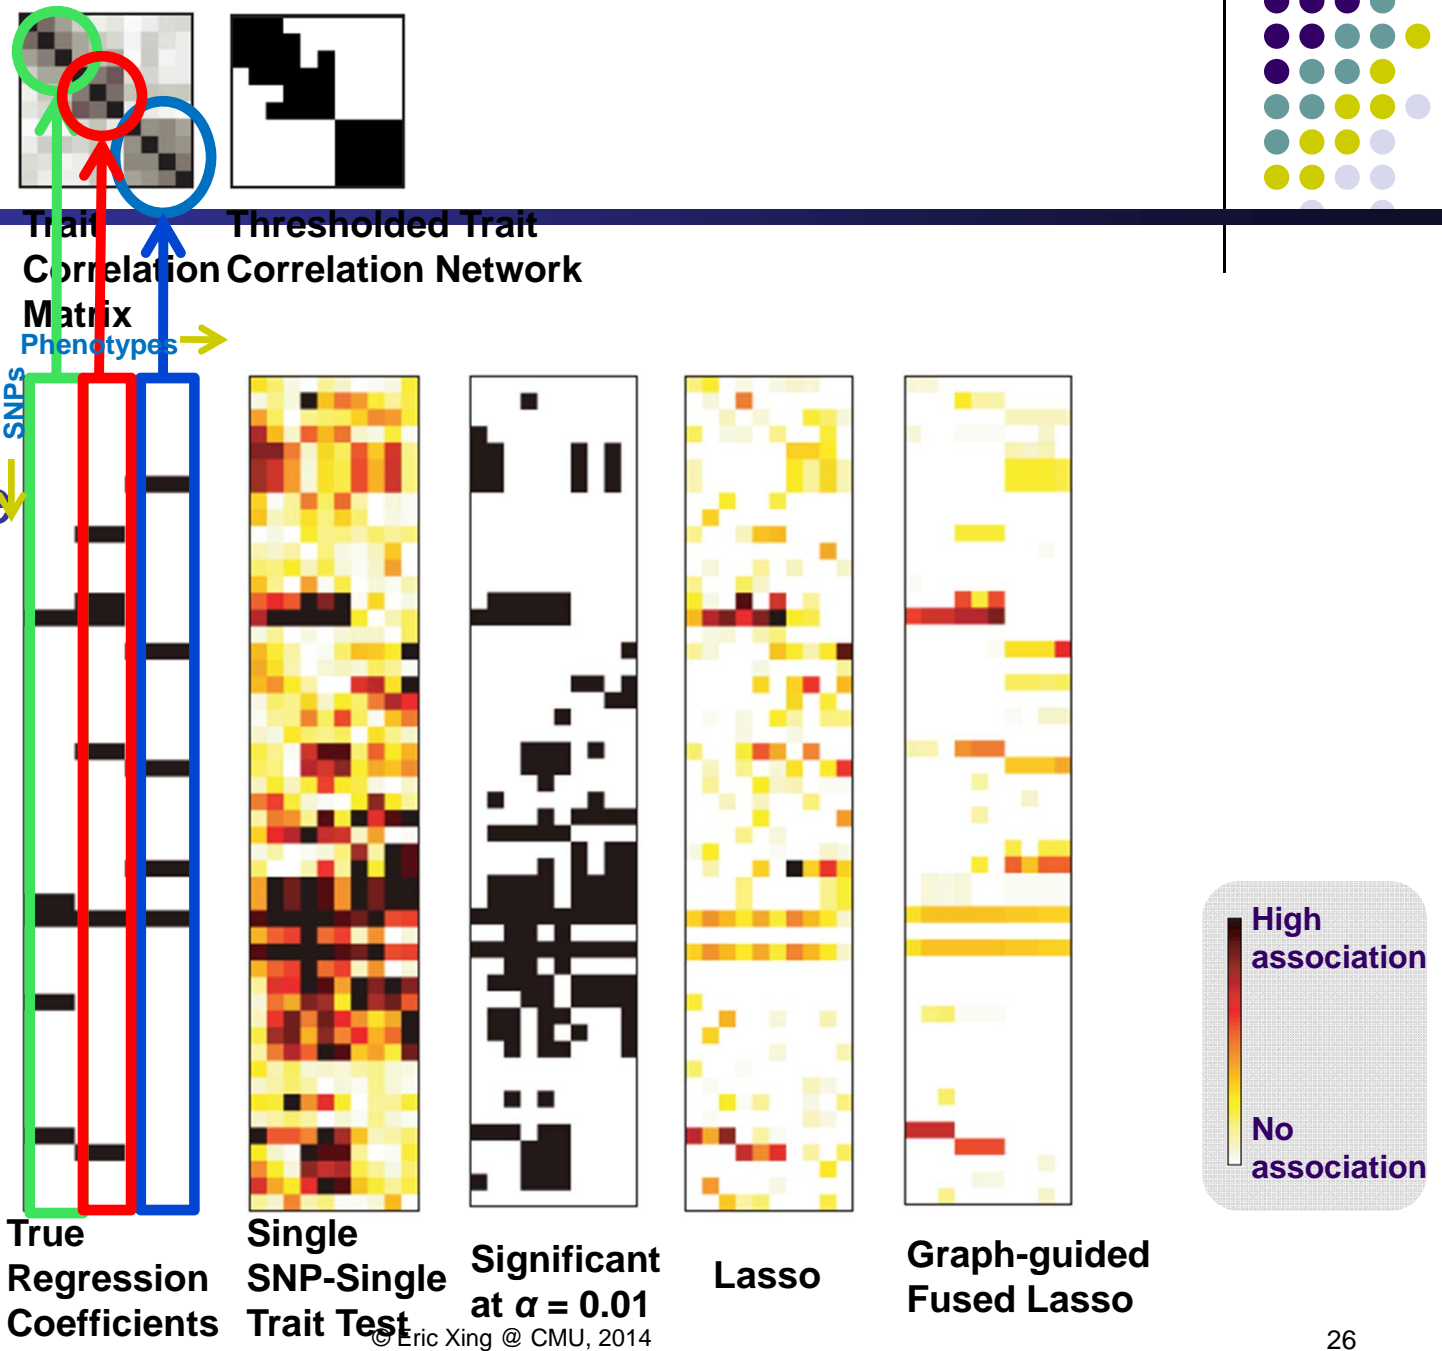 Trait
Correlation
Matrix
Thresholded Trait
Correlation Network
Phenotypes
SNPs
High
association
No
association
True
Regression
Coefficients
Single
SNP-Single
Trait Test
Significant
at α = 0.01
Lasso
Graph-guided
Fused Lasso
© Eric Xing @ CMU, 2014
26